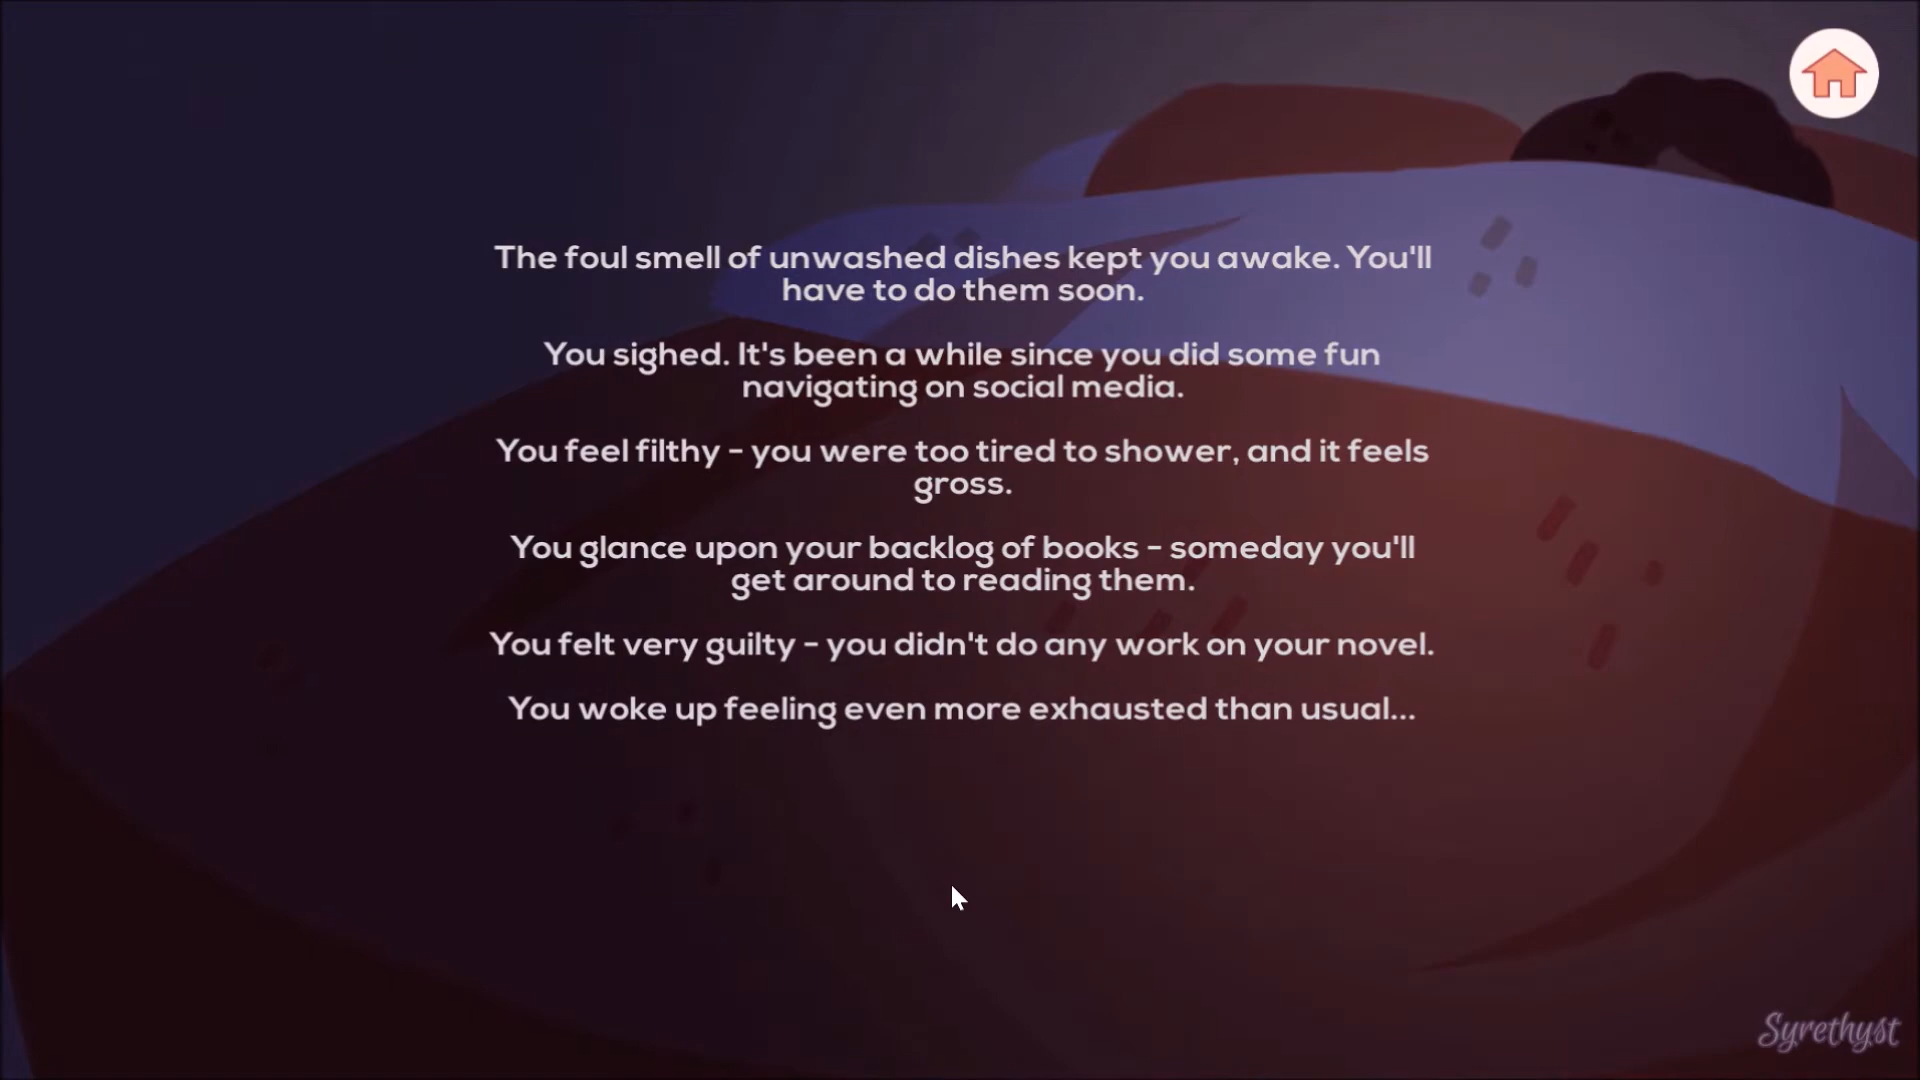 The foul smell of unwashed dishes kept you awake. You'll
have to do them soon.
You sighed. It's been a while since you did some fun
navigating on social media.
You feel filthy - you were too tired to shower, and it feels
gross.
You glance upon your backlog of books - someday you'll
get around to reading them.
You felt very guilty - you didn't do any work on your novel.
You woke up feeling even more exhausted than usual...
Syrethyst